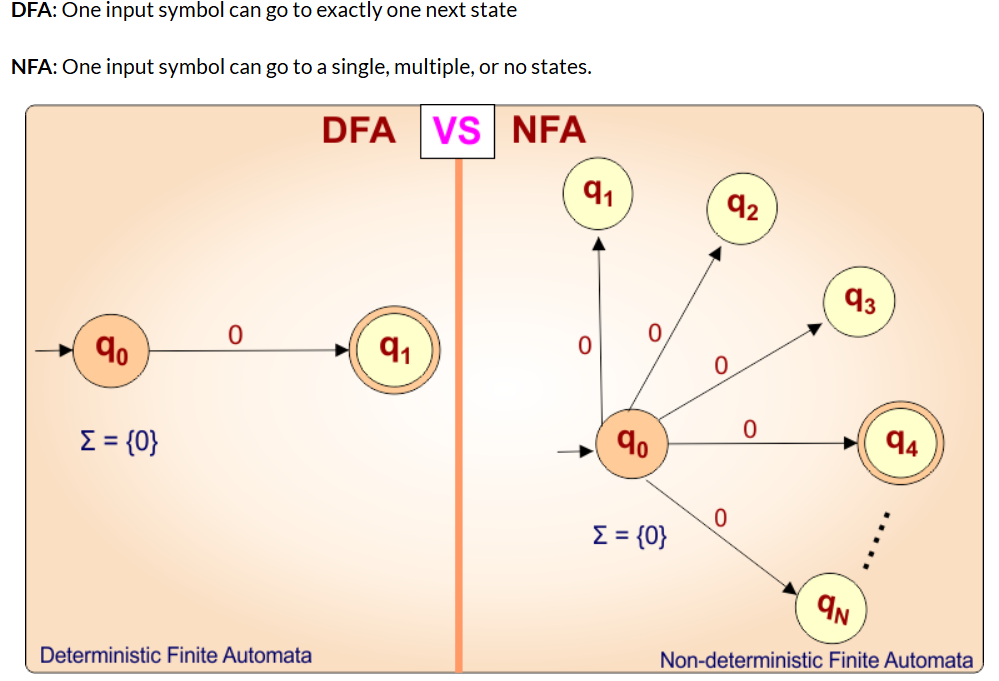 DFA: One input symbol can go to exactly one next state
NFA: One input symbol can go to a single, multiple, or no states.
DFA VS NFA
q0
0
q1
Σ = {0}
Deterministic Finite Automata
q1
q2
q3
0
0
0
q0
0
q4
0
Σ = {0}
qN
Non-deterministic Finite Automata